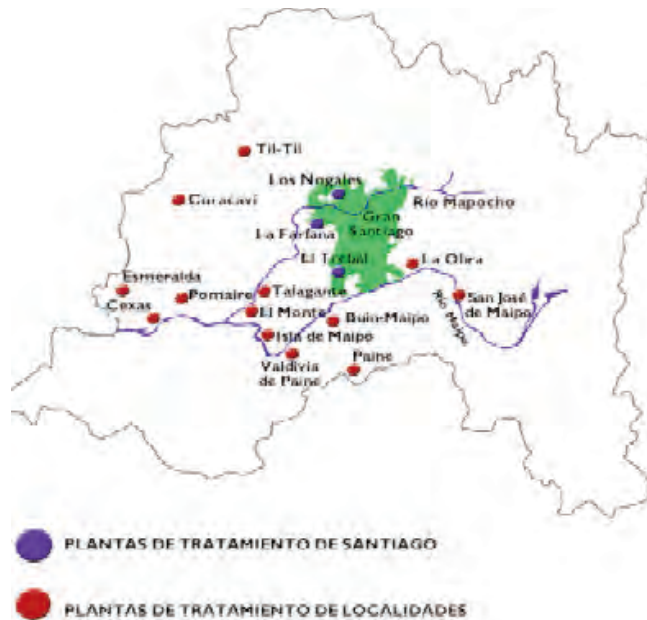 Til-Til
Los Nogales
Curacaví
Río Mapocho
Gran
Santiago
La Farfana
El Trebal
La Obra
Esmeralda
Pomaire
Talagante
San José
de Maipo
Río Maipo
El Monte
Buin-Maipo
Isla de Maipo
Valdivia
de Paine
Paine
PLANTAS DE TRATAMIENTO DE SANTIAGO
PLANTAS DE TRATAMIENTO DE LOCALIDADES